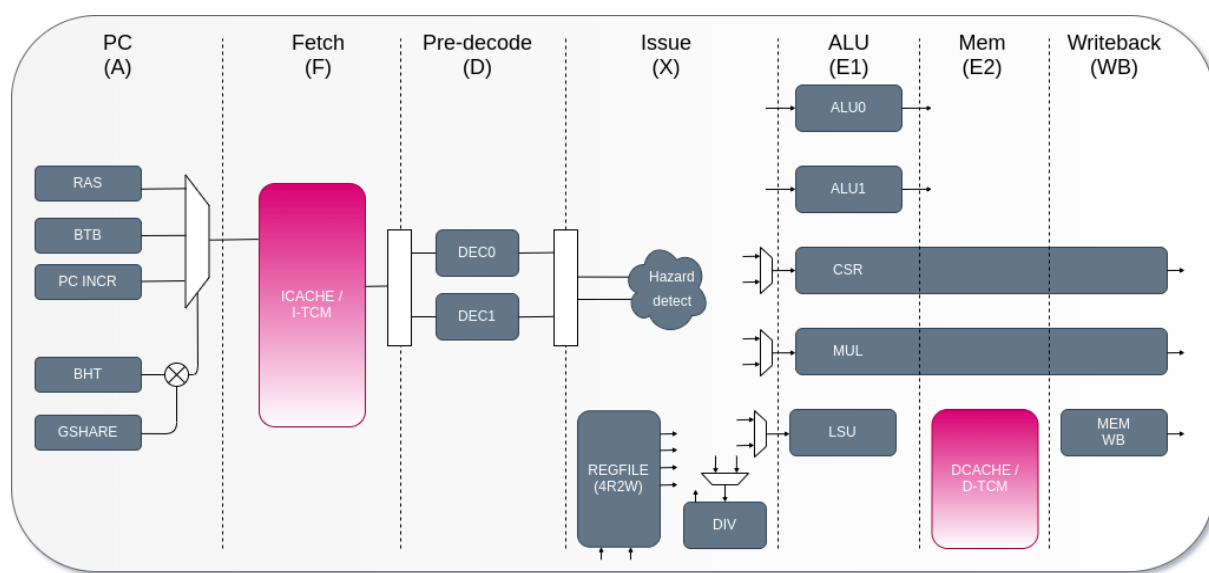 PC
(A)
Fetch
(F)
Pre-decode
(D)
Issue
(X)
ALU
(E1)
Mem
(E2)
Writeback
(WB)
RAS
BTB
PC INCR
BHT
GSHARE
ICACHE /
I-TCM
DEC0
DEC1
Hazard
detect
REGFILE
(4R2W)
DIV
ALU0
ALU1
CSR
MUL
LSU
DCACHE /
D-TCM
MEM
WB